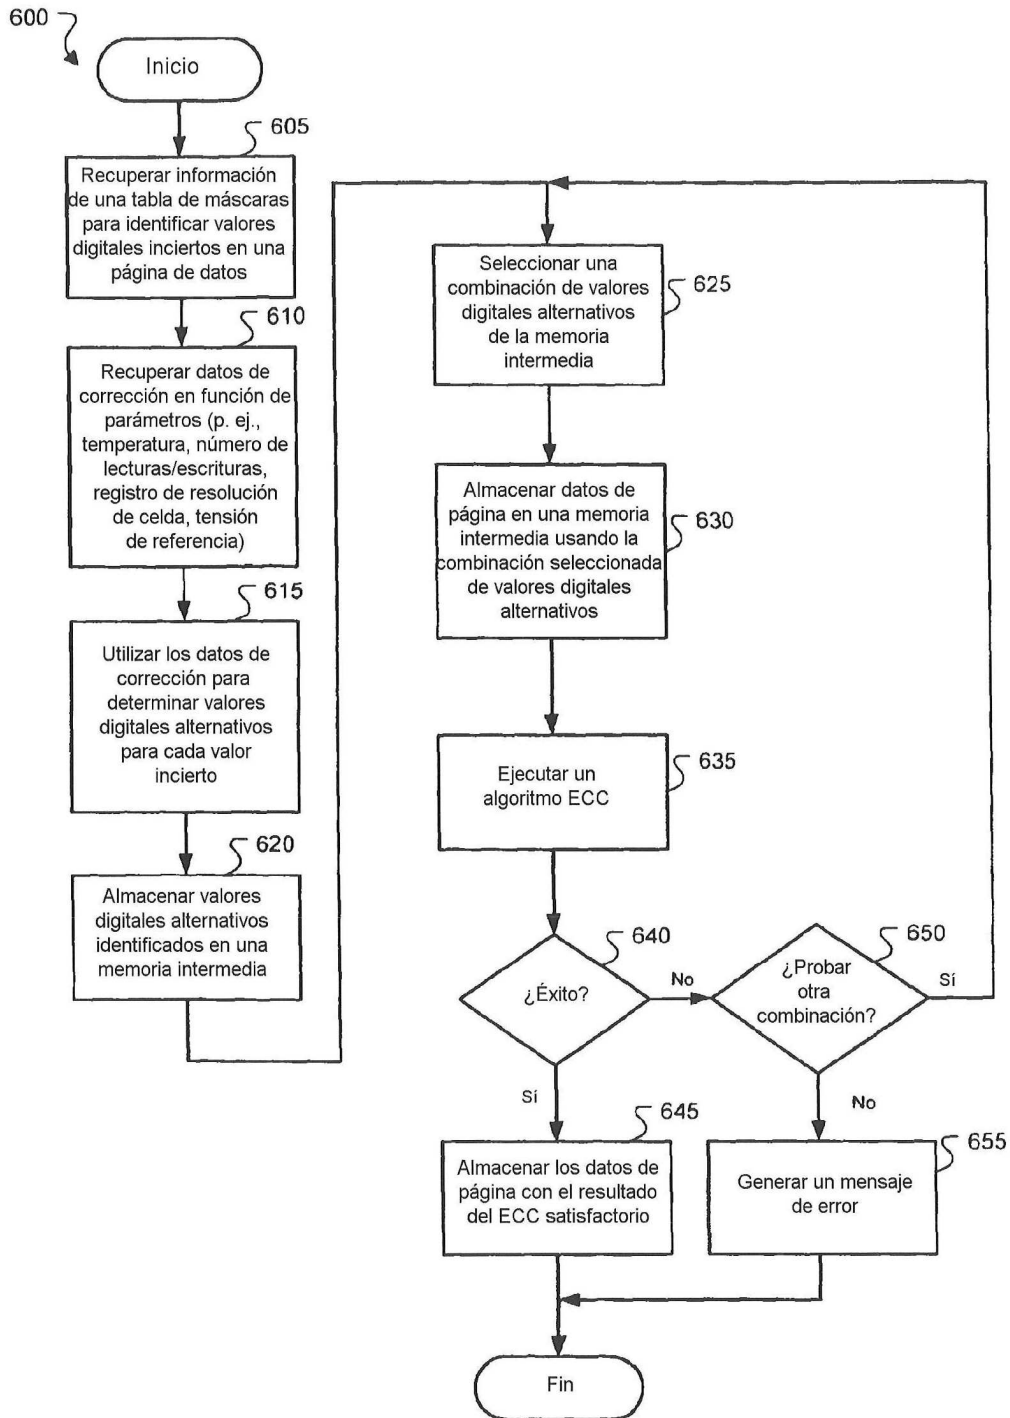 600
Inicio
605
Recuperar información
de una tabla de máscaras
para identificar valores
digitales inciertos en una
página de datos
610
Recuperar datos de
corrección en función de
parámetros (p. ej.,
temperatura, número de
lecturas/escrituras,
registro de resolución
de celda, tensión
de referencia)
615
Utilizar los datos de
corrección para
determinar valores
digitales alternativos
para cada valor
incierto
620
Almacenar valores
digitales alternativos
identificados en una
memoria intermedia
Seleccionar una
combinación de valores
digitales alternativos
de la memoria
intermedia
625
Almacenar datos de
página en una memoria
intermedia usando la
combinación seleccionada
de valores digitales
alternativos
630
Ejecutar un
algoritmo ECC
635
640
¿Éxito?
No
650
¿Probar
otra
combinación?
Sí
Sí
No
645
Almacenar los datos de
página con el resultado
del ECC satisfactorio
655
Generar un mensaje
de error
Fin